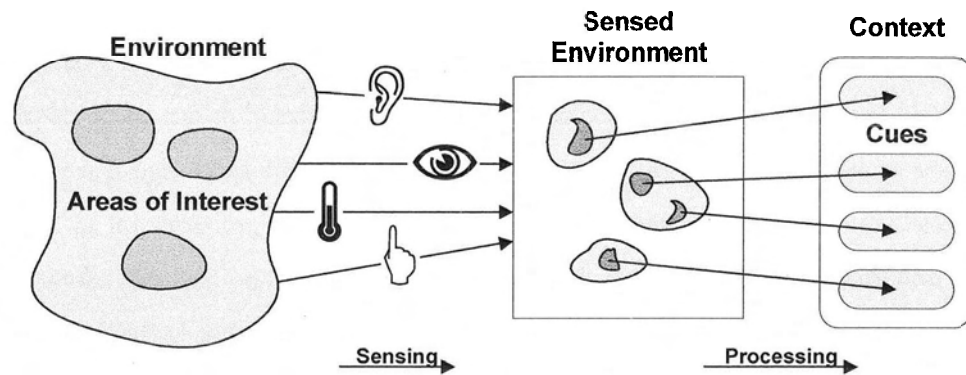 Environment
Areas of Interest
Sensed
Environment
Context
Cues
Sensing
Processing